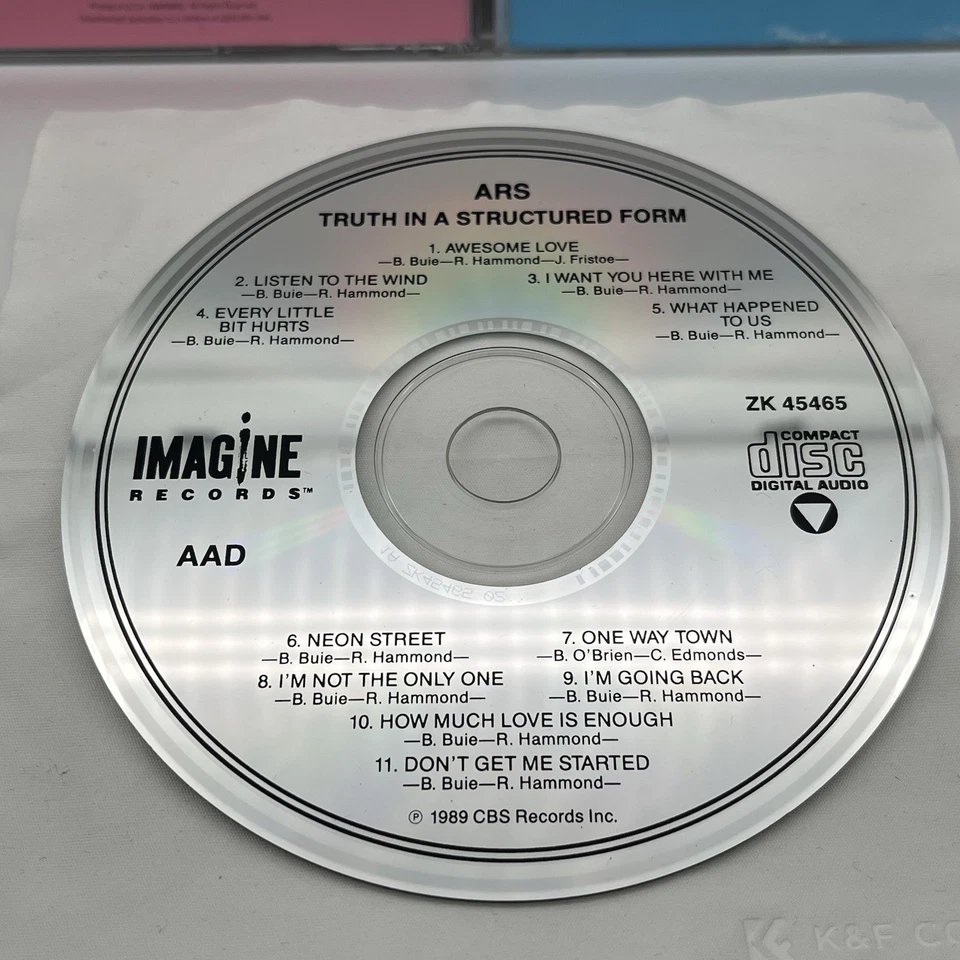 ARS
TRUTH IN A STRUCTURED FORM
1. AWESOME LOVE
—B. Buie—R. Hammond—J. Fristoe—
2. LISTEN TO THE WIND
—B. Buie—R. Hammond—
3. I WANT YOU HERE WITH ME
—B. Buie—R. Hammond—
4. EVERY LITTLE
BIT HURTS
—B. Buie—R. Hammond—
5. WHAT HAPPENED
TO US
—B. Buie—R. Hammond—
IMAGiNE
RECORDS™
AAD
ZK 45465
COMPACT
disc
DIGITAL AUDIO
1A ZK45465 02
6. NEON STREET
—B. Buie—R. Hammond—
7. ONE WAY TOWN
—B. O'Brien—C. Edmonds—
8. I'M NOT THE ONLY ONE
—B. Buie—R. Hammond—
9. I'M GOING BACK
—B. Buie—R. Hammond—
10. HOW MUCH LOVE IS ENOUGH
—B. Buie—R. Hammond—
11. DON'T GET ME STARTED
—B. Buie—R. Hammond—
℗ 1989 CBS Records Inc.
K&F CO